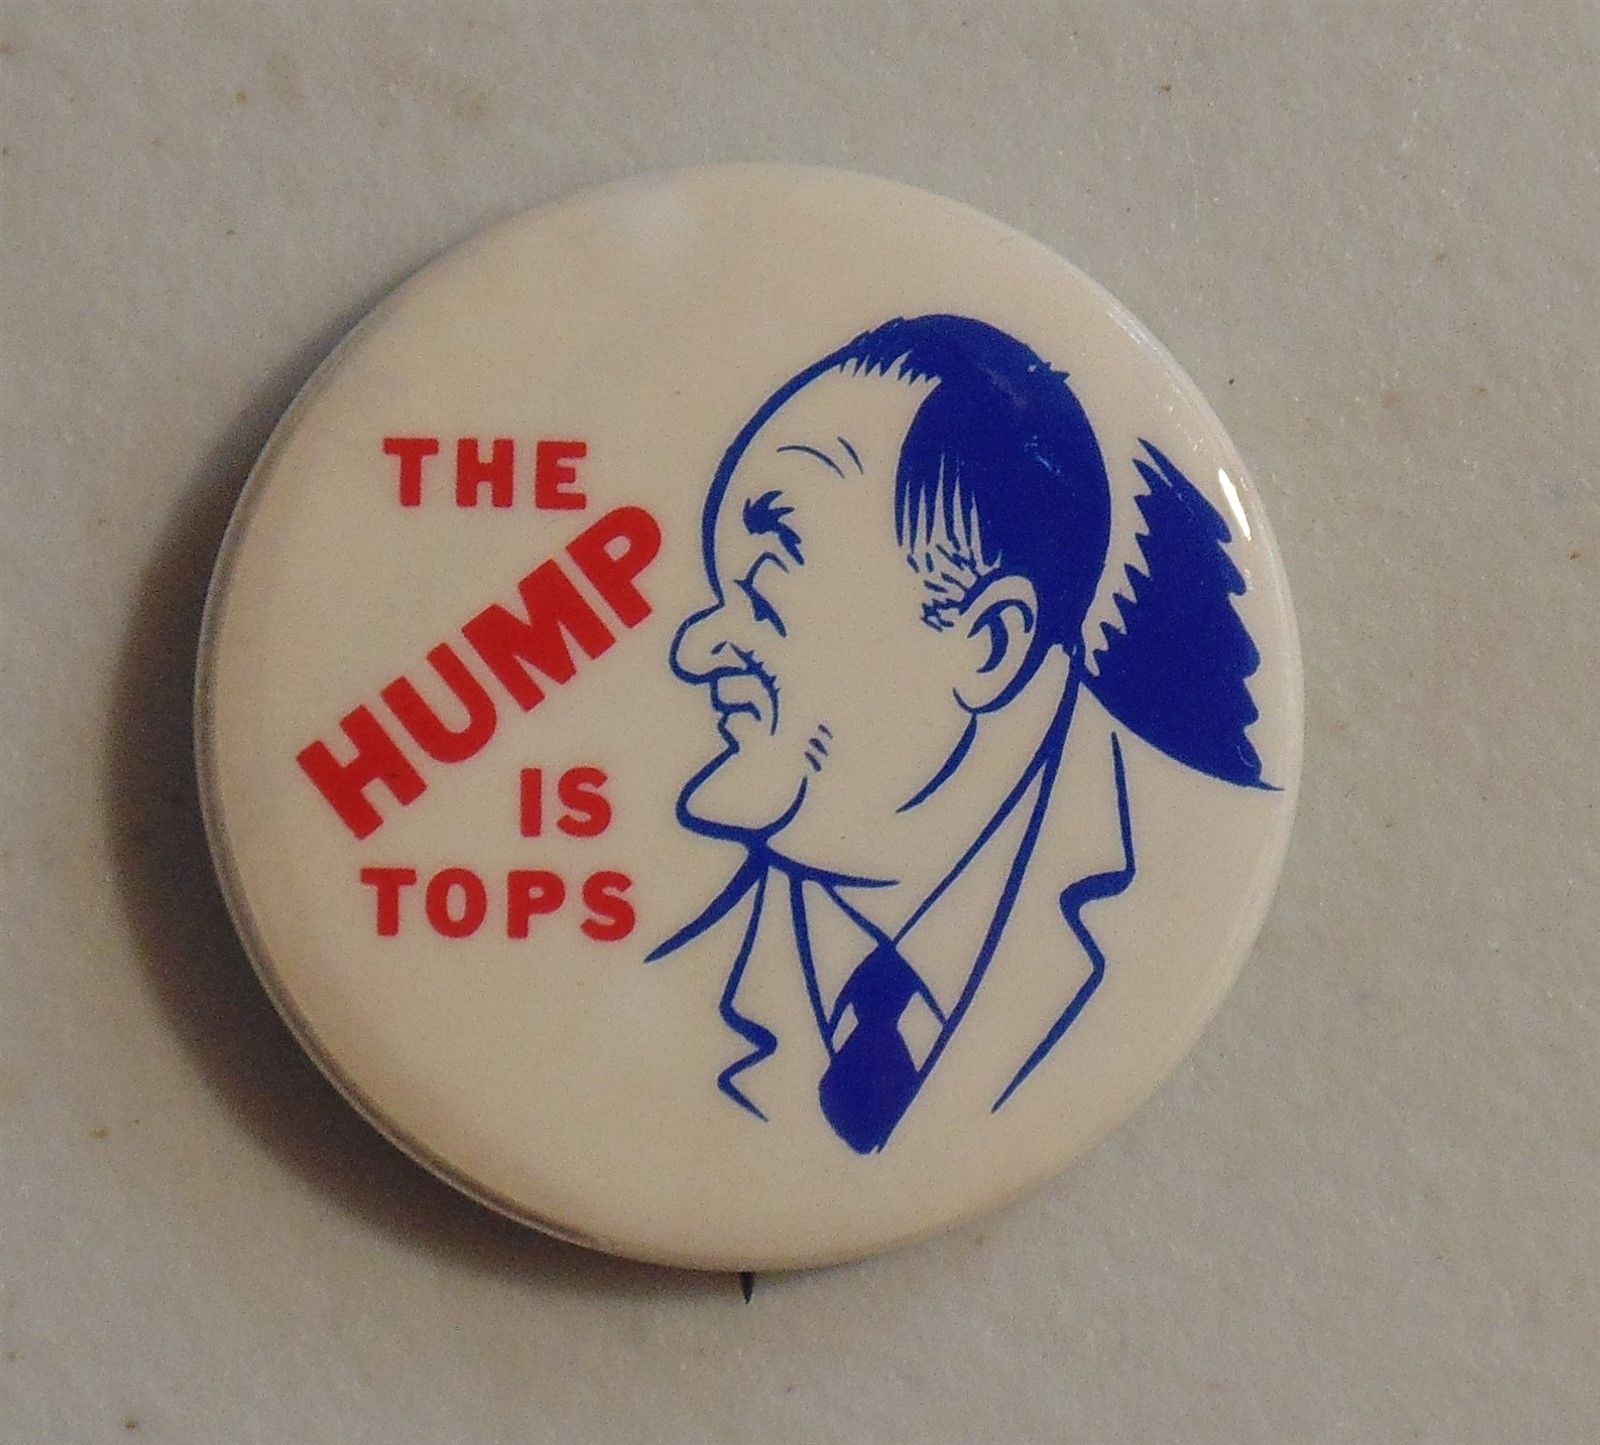 THE
HUMP
IS
TOPS